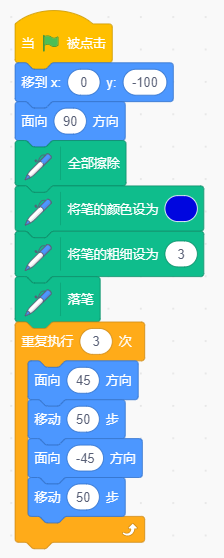 当 被点击
移到 x: 0 y: -100
面向 90 方向
全部擦除
将笔的颜色设为
将笔的粗细设为 3
落笔
重复执行 3 次
面向 45 方向
移动 50 步
面向 -45 方向
移动 50 步